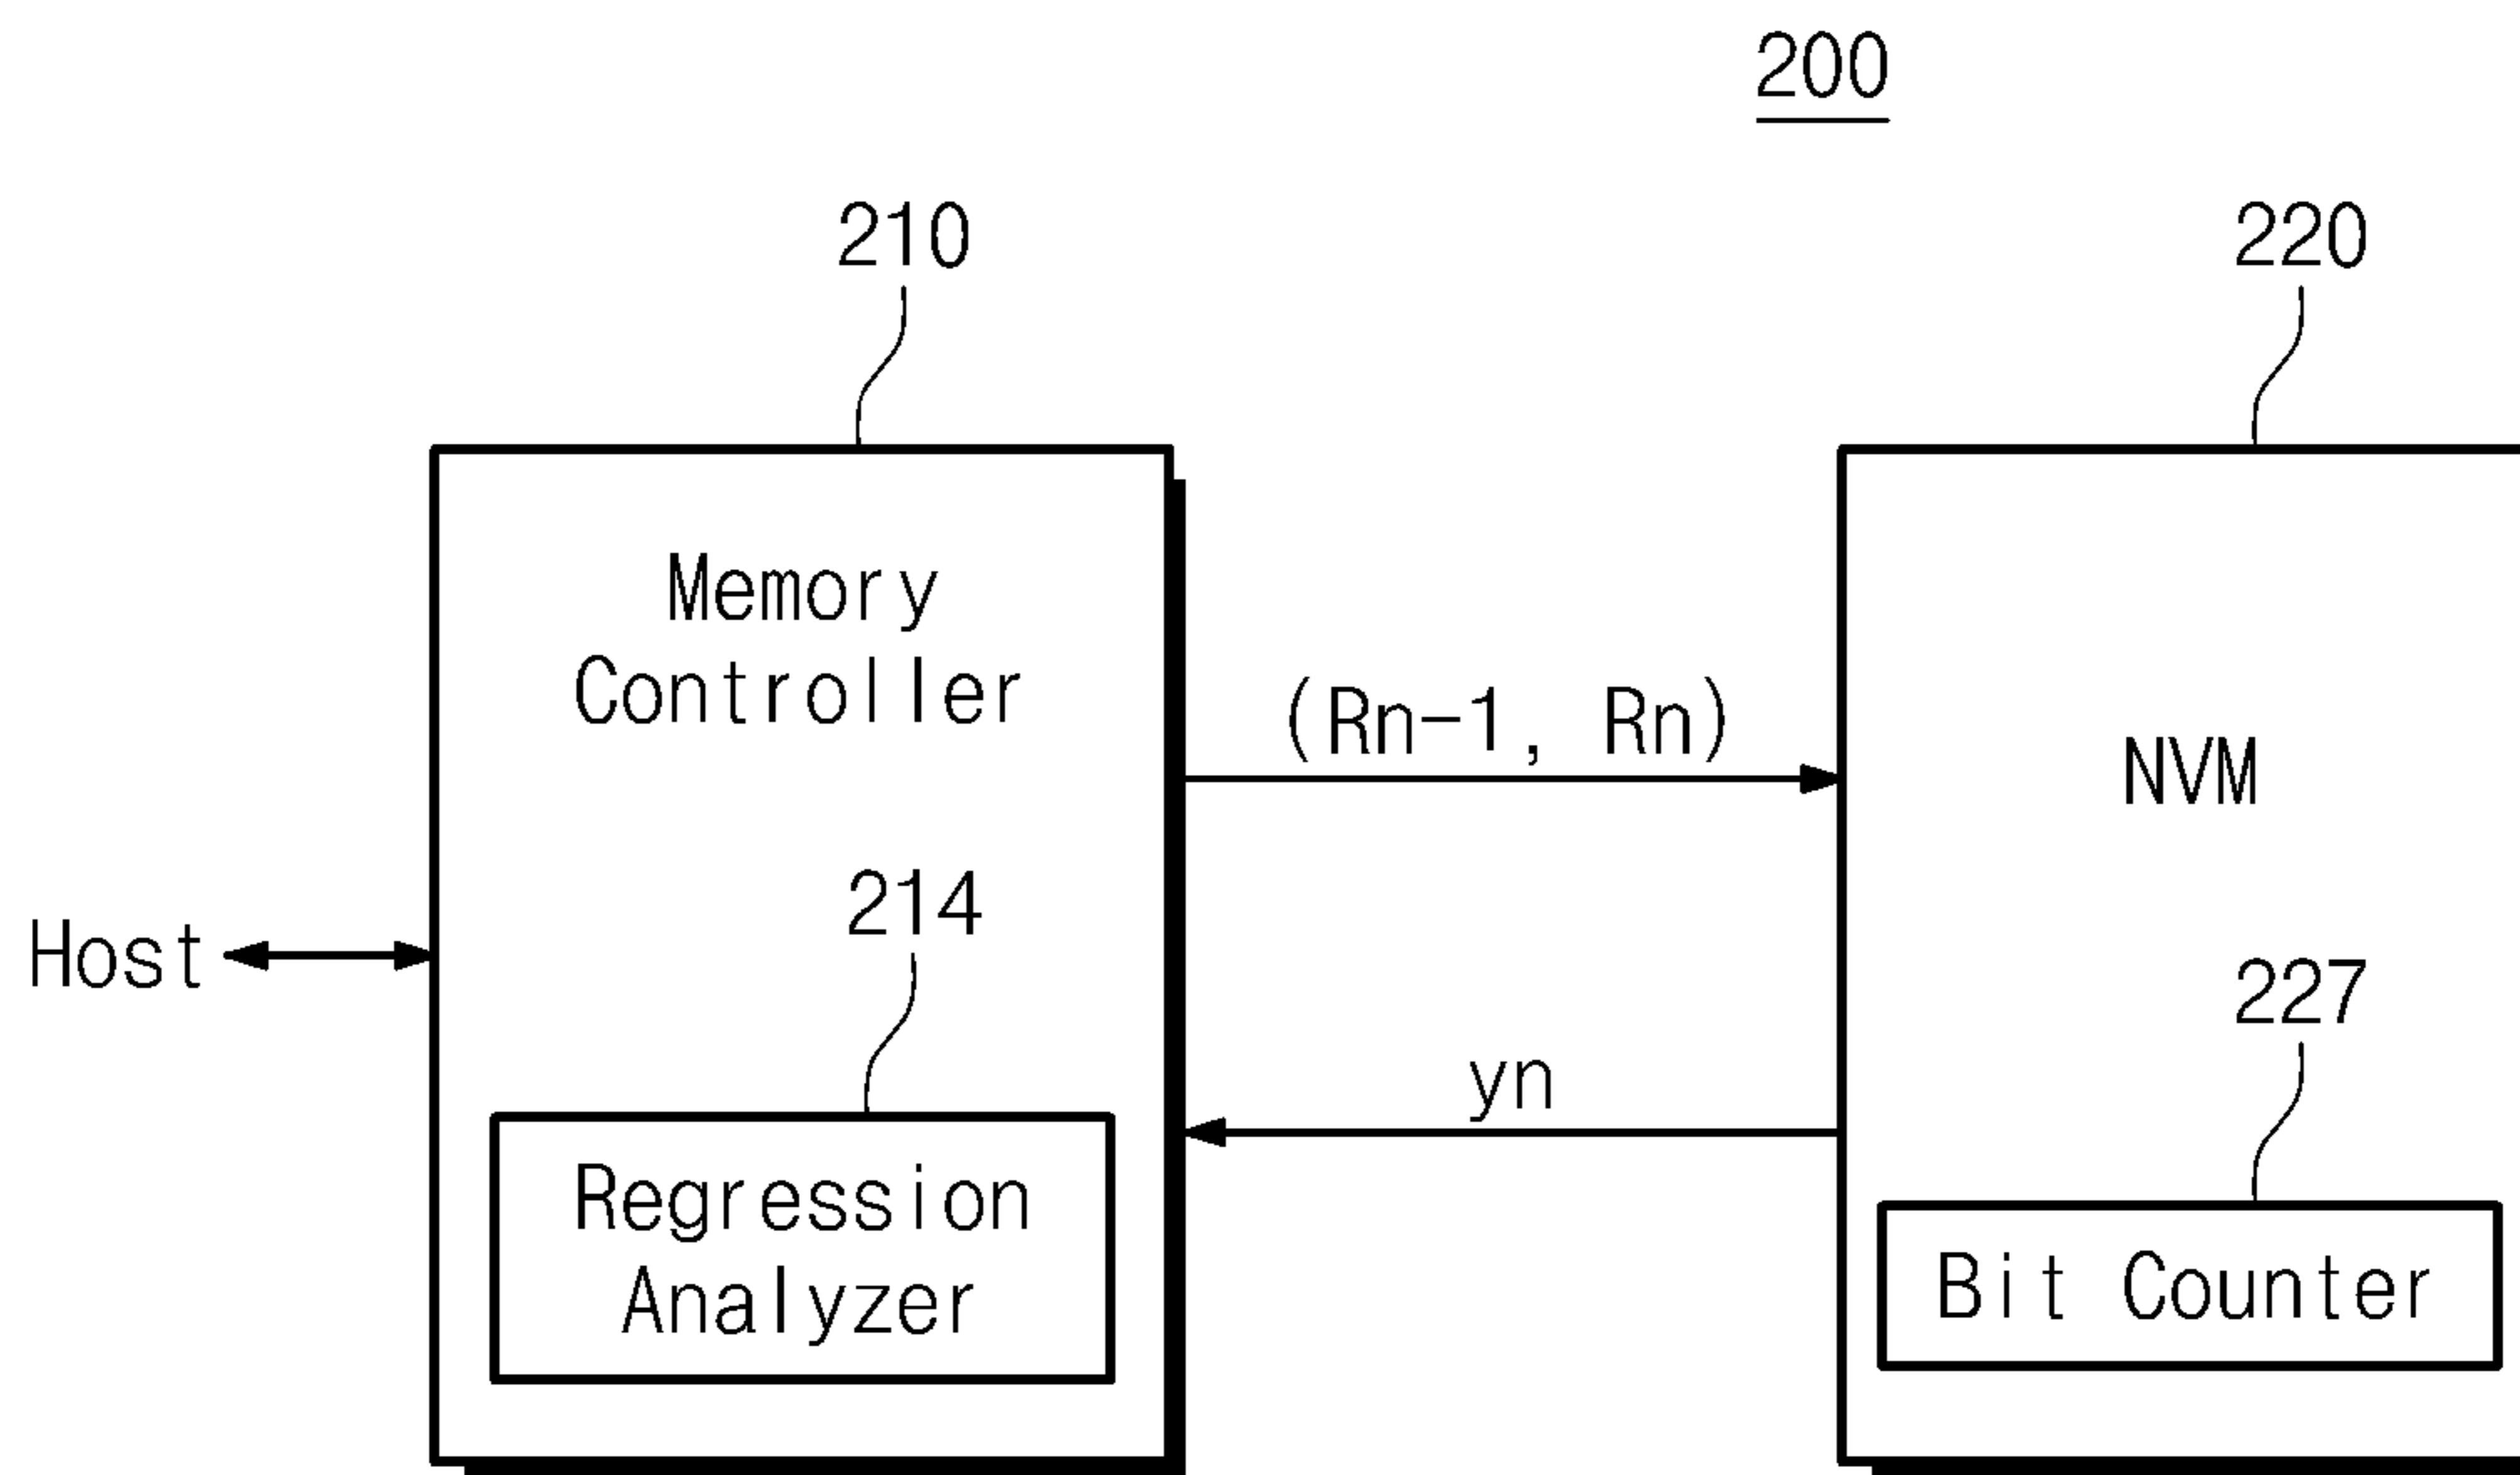 200
210
220
Memory
Controller
(Rn-1, Rn)
NVM
214
Host
227
yn
Regression
Analyzer
Bit Counter